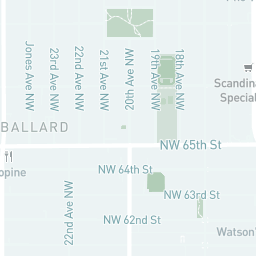 Jones Ave NW
23rd Ave NW
22nd Ave NW
21st Ave NW
20th Ave NW
19th Ave NW
18th Ave NW
Scandina
Special
BALLARD
NW 65th St
opine
NW 64th St
NW 63rd St
22nd Ave NW
NW 62nd St
Watson'